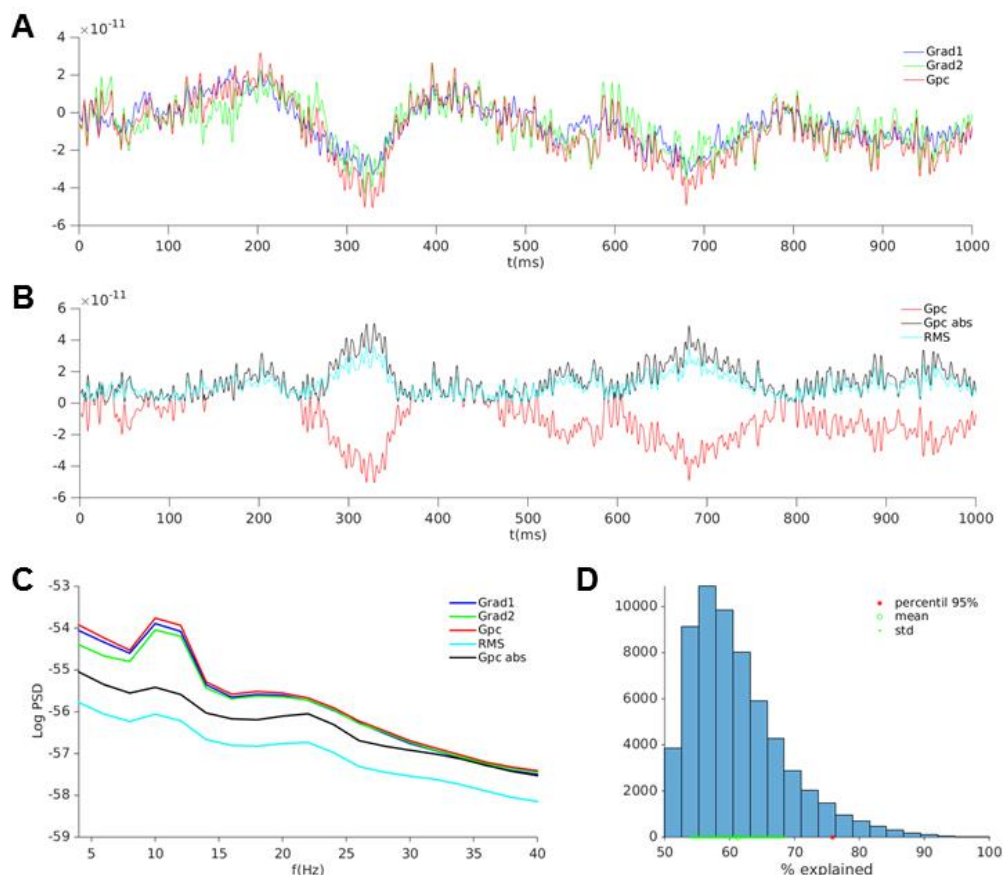 A
×10-11
4
2
0
-2
-4
-6
0 100 200 300 400 500 600 700 800 900 1000
t(ms)
Grad1
Grad2
Gpc
B
×10-11
6
4
2
0
-2
-4
-6
0 100 200 300 400 500 600 700 800 900 1000
t(ms)
Gpc
Gpc abs
RMS
C
-53
-54
-55
-56
-57
-58
-59
Log PSD
5 10 15 20 25 30 35 40
f(Hz)
Grad1
Grad2
Gpc
RMS
Gpc abs
D
10000
8000
6000
4000
2000
0
50 60 70 80 90 100
% explained
percentil 95%
mean
std